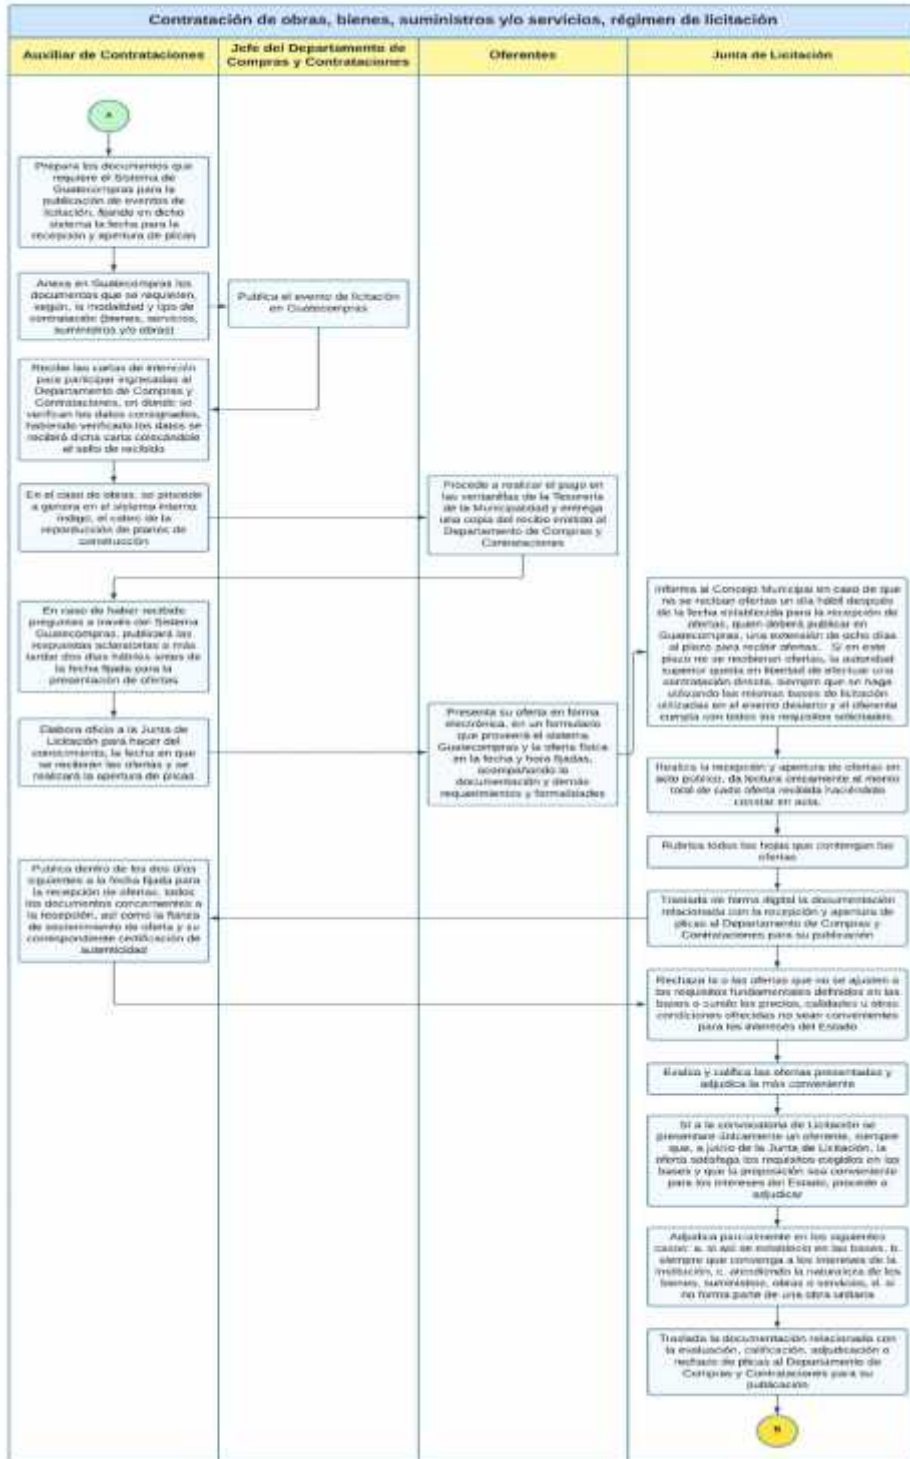 Contratación de obras, bienes, suministros y/o servicios, régimen de licitación
Auxiliar de Contrataciones
Jefe del Departamento de
Compras y Contrataciones
Oferentes
Junta de Licitación
A
Prepara los documentos que
requiere el Sistema de
Guatecompras para la
publicación de eventos de
licitación, fijando en dicho
sistema la fecha para la
recepción y apertura de plicas
Anexa en Guatecompras los
documentos que se requieren,
según, la modalidad y tipo de
contratación (bienes, servicios,
suministros y/o obras)
Publica el evento de licitación
en Guatecompras
Recibe las cartas de intención
para participar ingresadas al
Departamento de Compras y
Contrataciones, en donde se
verifican los datos consignados,
habiendo verificado los datos se
recibirá dicha carta colocándole
el sello de recibido
En el caso de obras, se procede
a genera en el sistema interno
Indigo, el cobro de la
reproducción de planos de
construcción
Procede a realizar el pago en
las ventanillas de la Tesorería
de la Municipalidad y entrega
una copia del recibo emitido al
Departamento de Compras y
Contrataciones
En caso de haber recibido
preguntas a través del Sistema
Guatecompras, publicará las
respuestas aclaratorias a más
tardar dos días hábiles antes de
la fecha fijada para la
presentación de ofertas
Informa al Concejo Municipal en caso de que
no se reciban ofertas un día hábil después
de la fecha establecida para la recepción de
ofertas, quien deberá publicar en
Guatecompras, una extensión de ocho días
al plazo para recibir ofertas. Si en este
plazo no se recibieran ofertas, la autoridad
superior queda en libertad de efectuar una
contratación directa, siempre que se haga
utilizando las mismas bases de licitación
utilizadas en el evento desierto y el oferente
cumpla con todos los requisitos solicitados.
Elabora oficio a la Junta de
Licitación para hacer del
conocimiento, la fecha en que
se recibirán las ofertas y se
realizará la apertura de plicas
Presenta su oferta en forma
electrónica, en un formulario
que proveerá el sistema
Guatecompras y la oferta física
en la fecha y hora fijadas,
acompañando la
documentación y demás
requerimientos y formalidades
Realiza la recepción y apertura de ofertas en
acto público, da lectura únicamente al monto
total de cada oferta recibida haciéndolo
constar en acta.
Rubrica todas las hojas que contengan las
ofertas
Publica dentro de los dos días
siguientes a la fecha fijada para
la recepción de ofertas, todos
los documentos concernientes a
la recepción, así como la fianza
de sostenimiento de oferta y su
correspondiente certificación de
autenticidad
Traslada de forma digital la documentación
relacionada con la recepción y apertura de
plicas al Departamento de Compras y
Contrataciones para su publicación
Rechaza la o las ofertas que no se ajusten a
los requisitos fundamentales definidos en las
bases o cundo los precios, calidades u otras
condiciones ofrecidas no sean convenientes
para los intereses del Estado
Evalúa y califica las ofertas presentadas y
adjudica la más conveniente
Si a la convocatoria de Licitación se
presentare únicamente un oferente, siempre
que, a juicio de la Junta de Licitación, la
oferta satisfaga los requisitos exigidos en las
bases y que la proposición sea conveniente
para los intereses del Estado, procede a
adjudicar
Adjudica parcialmente en los siguientes
casos: a. si así se estableció en las bases, b.
siempre que convenga a los intereses de la
institución, c. atendiendo la naturaleza de los
bienes, suministros, obras o servicios, d. si
no forma parte de una obra unitaria
Traslada la documentación relacionada con
la evaluación, calificación, adjudicación o
rechazo de plicas al Departamento de
Compras y Contrataciones para su
publicación
B